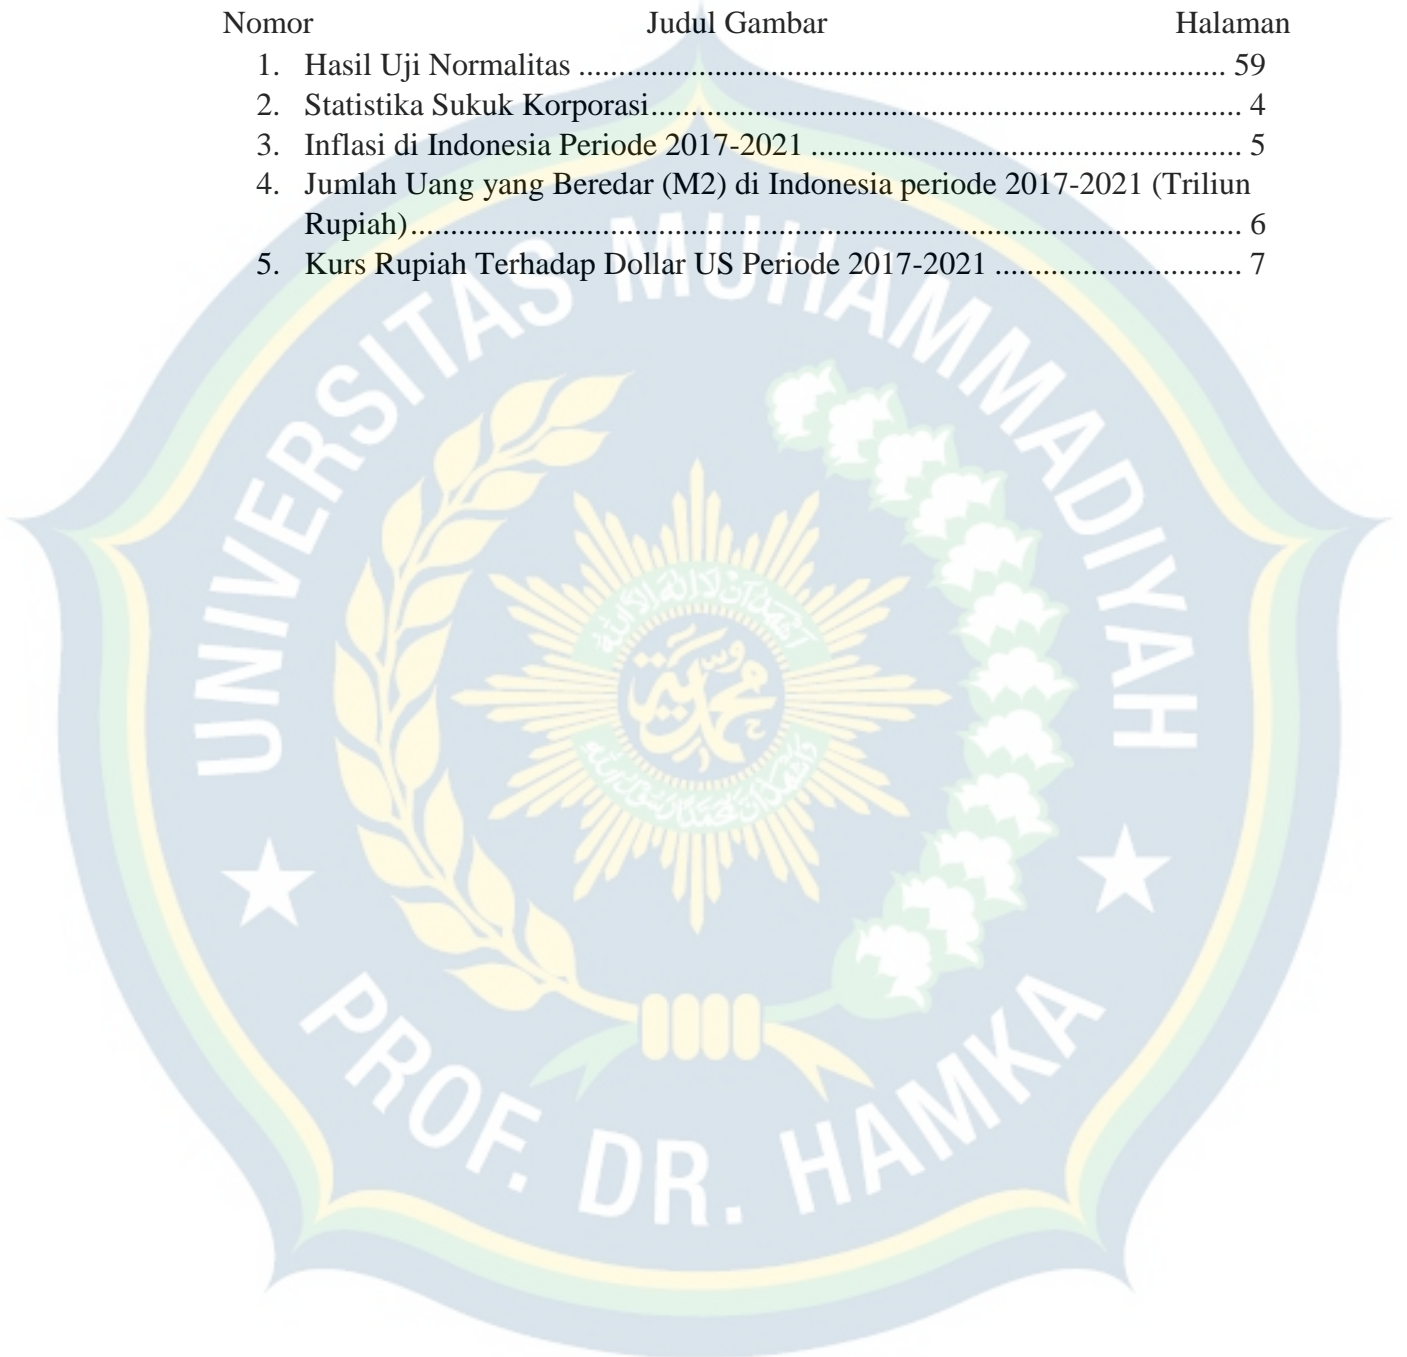 Nomor Judul Gambar Halaman
1. Hasil Uji Normalitas .................................................................................. 59
2. Statistika Sukuk Korporasi........................................................................... 4
3. Inflasi di Indonesia Periode 2017-2021 ...................................................... 5
4. Jumlah Uang yang Beredar (M2) di Indonesia periode 2017-2021 (Triliun
Rupiah)......................................................................................................... 6
5. Kurs Rupiah Terhadap Dollar US Periode 2017-2021 ............................... 7
UNIVERSITAS MUHAMMADIYAH
PROF. DR. HAMKA